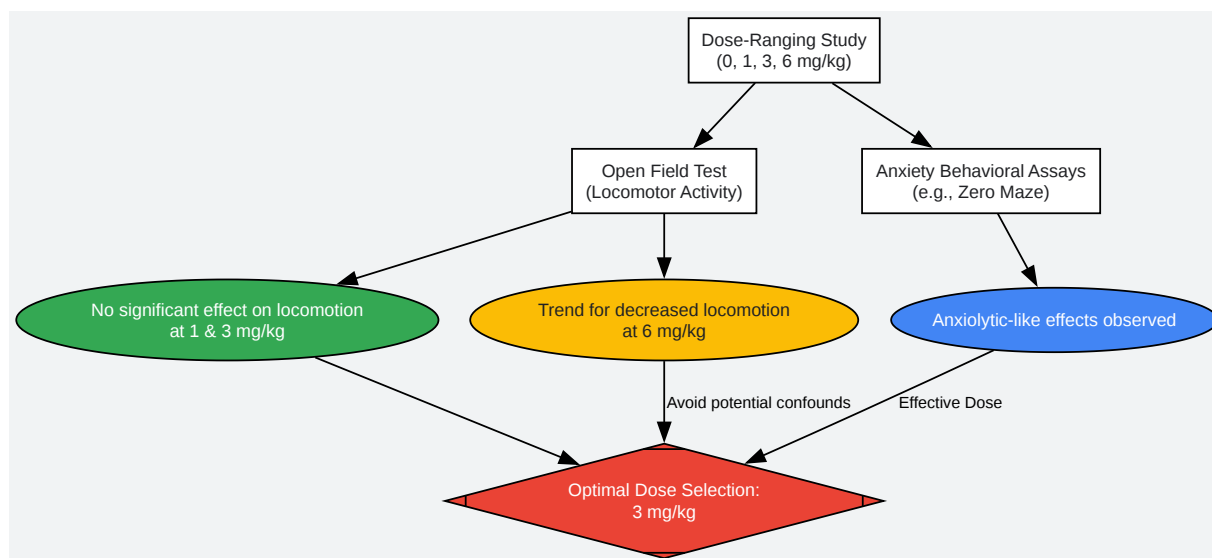 Dose-Ranging Study
(0, 1, 3, 6 mg/kg)
Open Field Test
(Locomotor Activity)
Anxiety Behavioral Assays
(e.g., Zero Maze)
No significant effect on locomotion
at 1 & 3 mg/kg
Trend for decreased locomotion
at 6 mg/kg
Anxiolytic-like effects observed
Avoid potential confounds
Effective Dose
Optimal Dose Selection:
3 mg/kg